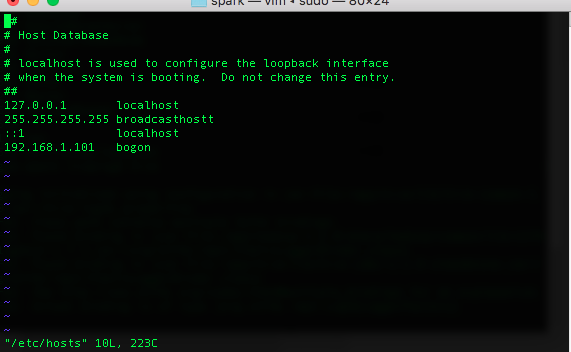 spark — vim ◂ sudo — 80×24
##
# Host Database
#
# localhost is used to configure the loopback interface
# when the system is booting.  Do not change this entry.
##
127.0.0.1       localhost
255.255.255.255 broadcasthostt
::1             localhost
192.168.1.101   bogon
~
~
~
~
~
~
~
~
~
~
~
~
~
"/etc/hosts" 10L, 223C